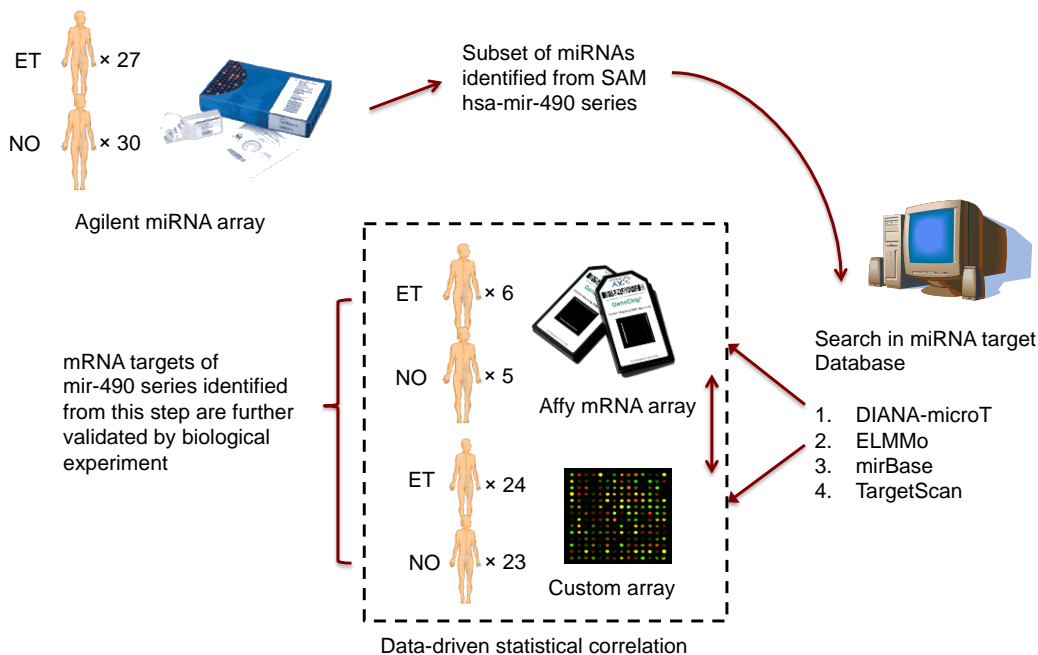 ET
× 27
NO
× 30
Agilent miRNA array
Subset of miRNAs
identified from SAM
hsa-mir-490 series
Search in miRNA target
Database
1. DIANA-microT
2. ELMMo
3. mirBase
4. TargetScan
ET
× 6
NO
× 5
GeneChip
GeneChip
Affy mRNA array
ET
× 24
NO
× 23
Custom array
Data-driven statistical correlation
mRNA targets of
mir-490 series identified
from this step are further
validated by biological
experiment